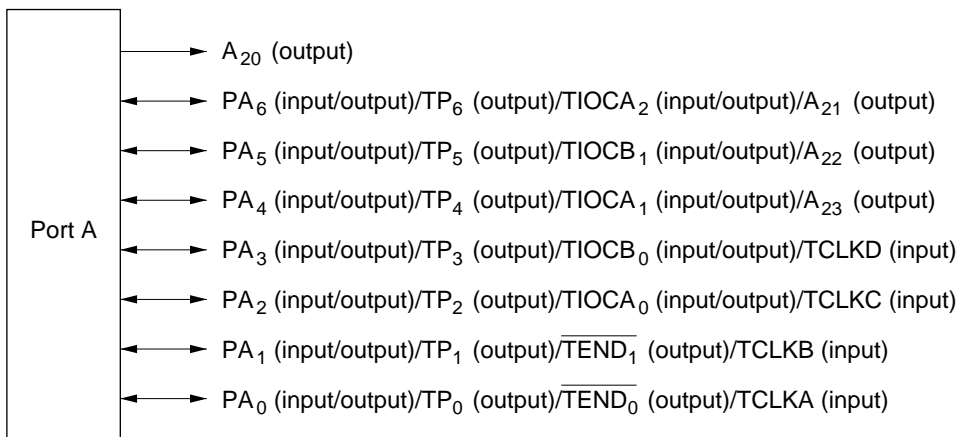 A20 (output)
PA6 (input/output)/TP6 (output)/TIOCA2 (input/output)/A21 (output)
PA5 (input/output)/TP5 (output)/TIOCB1 (input/output)/A22 (output)
PA4 (input/output)/TP4 (output)/TIOCA1 (input/output)/A23 (output)
Port A
PA3 (input/output)/TP3 (output)/TIOCB0 (input/output)/TCLKD (input)
PA2 (input/output)/TP2 (output)/TIOCA0 (input/output)/TCLKC (input)
PA1 (input/output)/TP1 (output)/T̅E̅N̅D̅1̅ (output)/TCLKB (input)
PA0 (input/output)/TP0 (output)/T̅E̅N̅D̅0̅ (output)/TCLKA (input)